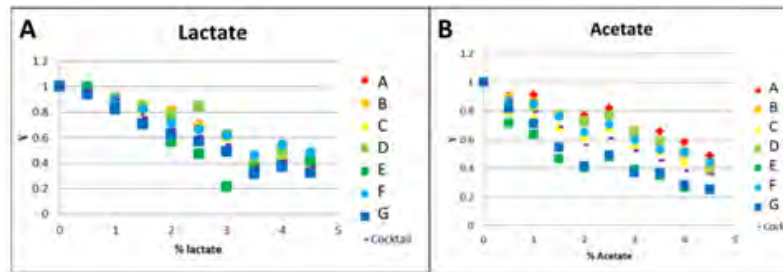 A
Lactate
1.2
1
0.8
0.6
0.4
0.2
0
Y
0 1 2 3 4 5
% lactate
A
B
C
D
E
F
G
Cocktail
B
Acetate
1.2
1
0.8
0.6
0.4
0.2
0
Y
0 1 2 3 4 5
% Acetate
A
B
C
D
E
F
G
Cock